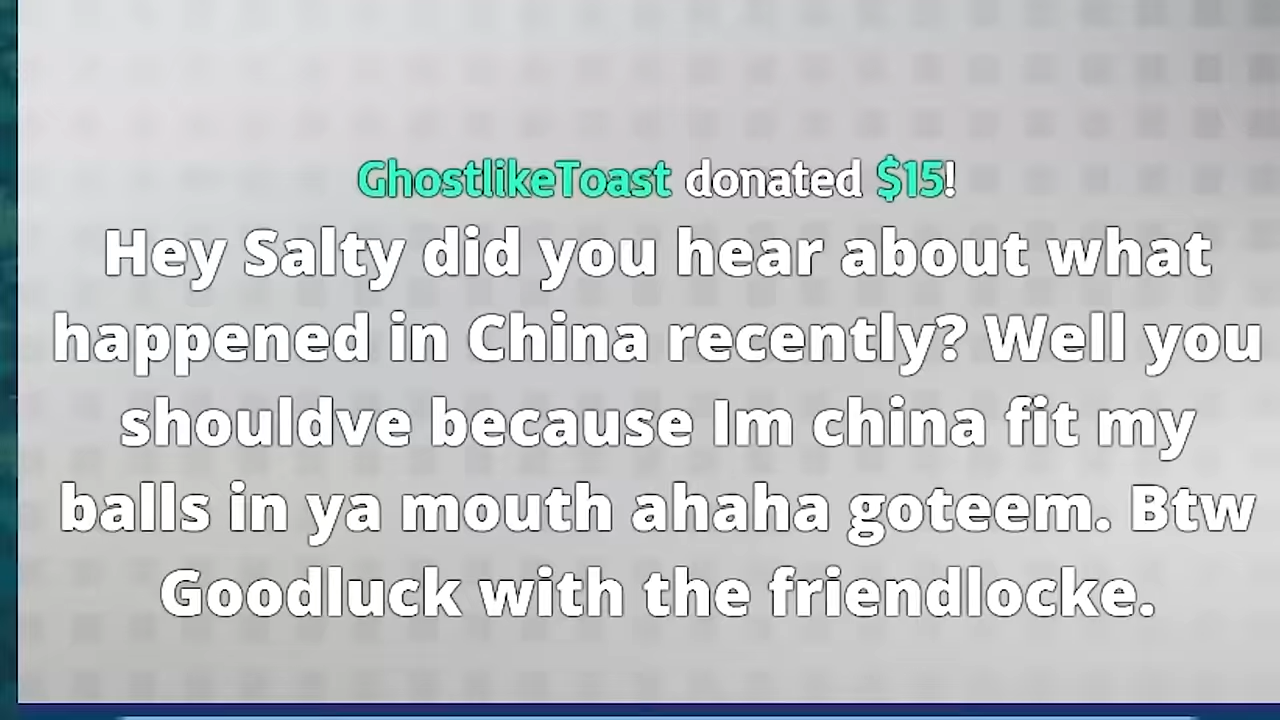 GhostlikeToast donated $15!
Hey Salty did you hear about what
happened in China recently? Well you
shouldve because Im china fit my
balls in ya mouth ahaha goteem. Btw
Goodluck with the friendlocke.